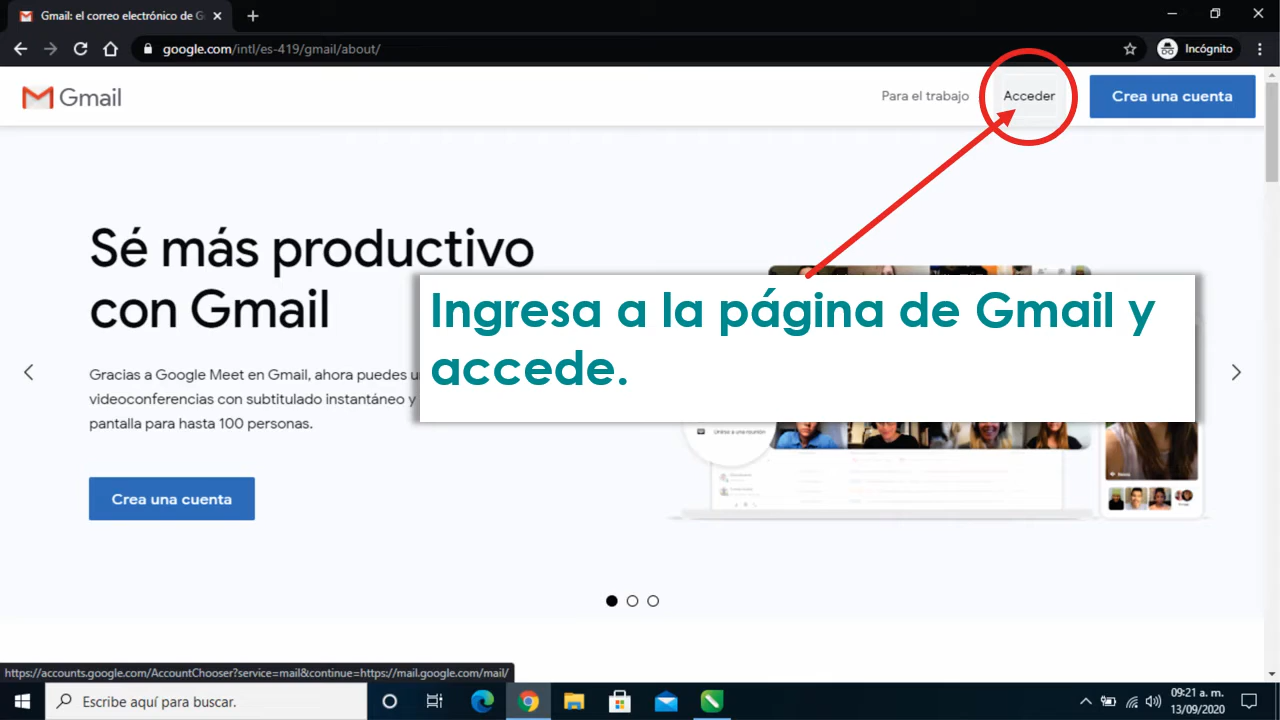 Gmail: el correo electrónico de G
google.com/intl/es-419/gmail/about/
Incógnito
Gmail
Para el trabajo
Acceder
Crea una cuenta
Sé más productivo
con Gmail
Ingresa a la página de Gmail y
accede.
Gracias a Google Meet en Gmail, ahora puedes u
videoconferencias con subtitulado instantáneo y
pantalla para hasta 100 personas.
Unirse a una reunión
Crea una cuenta
https://accounts.google.com/AccountChooser?service=mail&continue=https://mail.google.com/mail/
Escribe aquí para buscar.
09:21 a. m.
13/09/2020